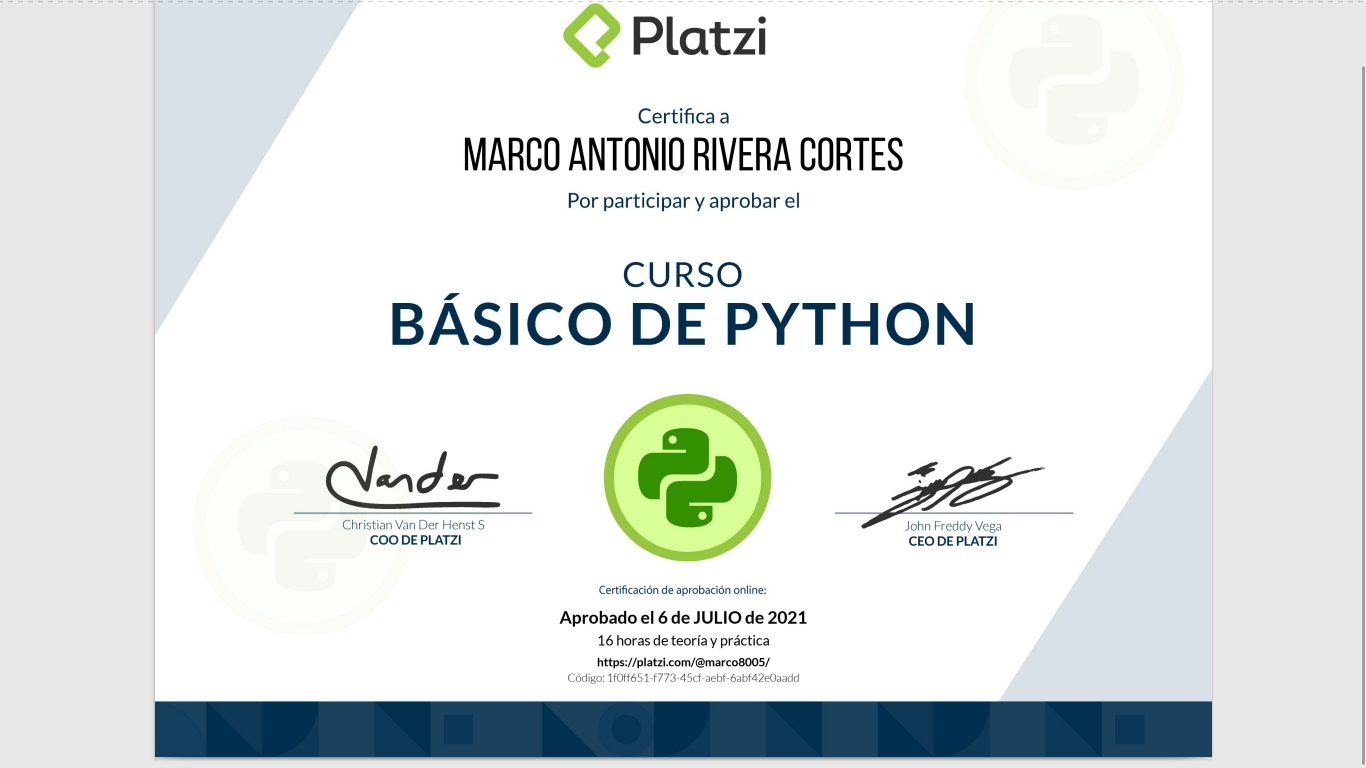 Platzi
Certifica a
MARCO ANTONIO RIVERA CORTES
Por participar y aprobar el
CURSO
BÁSICO DE PYTHON
Vander
Christian Van Der Henst S
COO DE PLATZI
John Freddy Vega
CEO DE PLATZI
Certificación de aprobación online:
Aprobado el 6 de JULIO de 2021
16 horas de teoría y práctica
https://platzi.com/@marco8005/
Código: 1f0ff651-f773-45cf-aebf-6abf42e0aadd